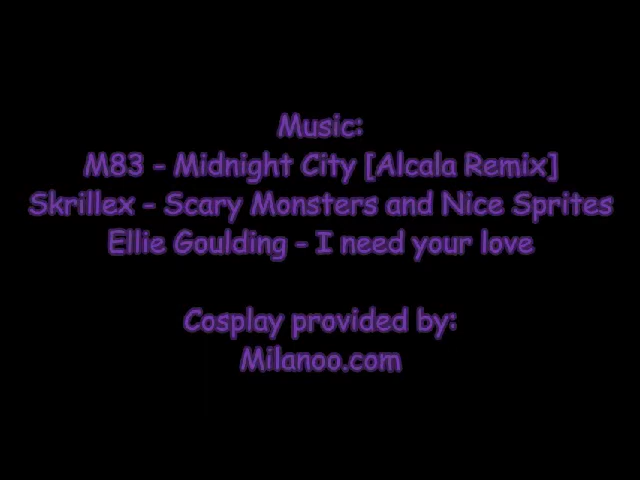 Music:
M83 - Midnight City [Alcala Remix]
Skrillex - Scary Monsters and Nice Sprites
Ellie Goulding - I need your love
Cosplay provided by:
Milanoo.com